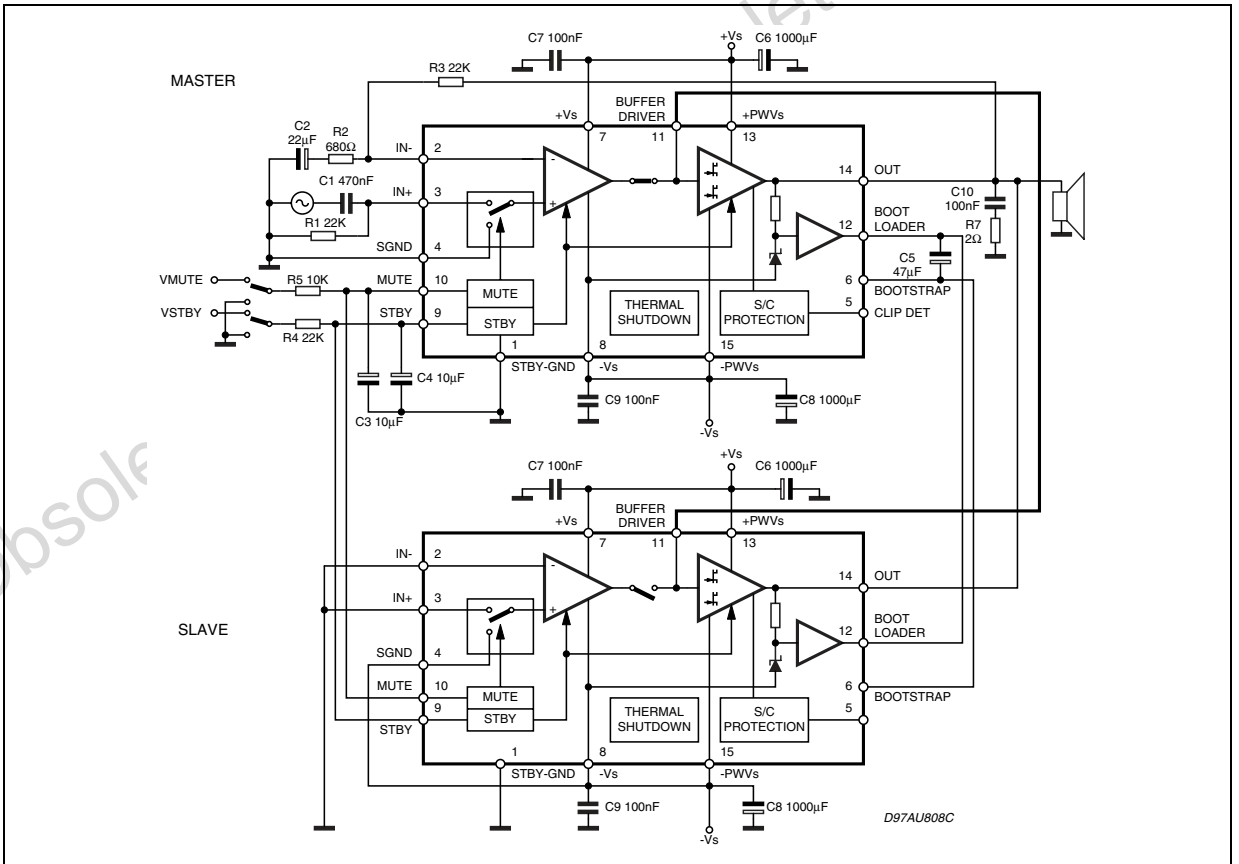 C7 100nF
+Vs
C6 1000µF
MASTER
R3 22K
BUFFER
DRIVER
+Vs
7
11
+PWVs
13
C2
22µF
R2
680Ω
IN-
2
14
OUT
C1 470nF
IN+
3
-
+
C10
100nF
R7
2Ω
R1 22K
12
BOOT
LOADER
SGND
4
C5
47µF
6
BOOTSTRAP
VMUTE
R5 10K
MUTE
10
MUTE
THERMAL
SHUTDOWN
S/C
PROTECTION
5
CLIP DET
VSTBY
R4 22K
STBY
9
STBY
1
STBY-GND
8
-Vs
15
-PWVs
C4 10µF
C3 10µF
C9 100nF
C8 1000µF
-Vs
+Vs
C7 100nF
C6 1000µF
BUFFER
DRIVER
+Vs
7
11
+PWVs
13
IN-
2
14
OUT
IN+
3
-
+
SLAVE
12
BOOT
LOADER
SGND
4
6
BOOTSTRAP
MUTE
10
MUTE
THERMAL
SHUTDOWN
S/C
PROTECTION
5
STBY
9
STBY
1
STBY-GND
8
-Vs
15
-PWVs
C9 100nF
C8 1000µF
-Vs
D97AU808C